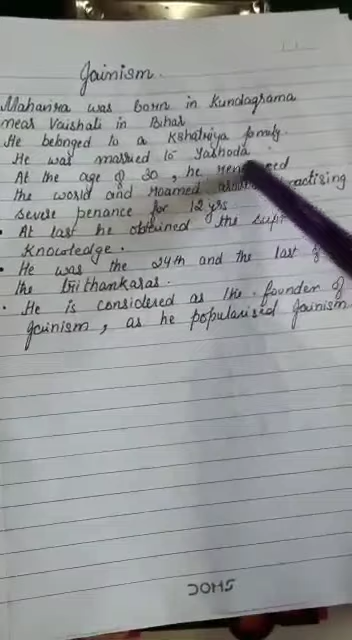 Jainism.
Mahavira was born in Kundagrama
near Vaishali in Bihar
He belonged to a Kshatriya family.
He was married to Yashoda
At the age of 30, he
the world and roamed
severe penance for 12 yrs.
• At last he obtained the
Knowledge.
• He was the 24th and the last
the trithankaras.
• He is considered as the founder of
Jainism, as he popularised Jainism
DOMS